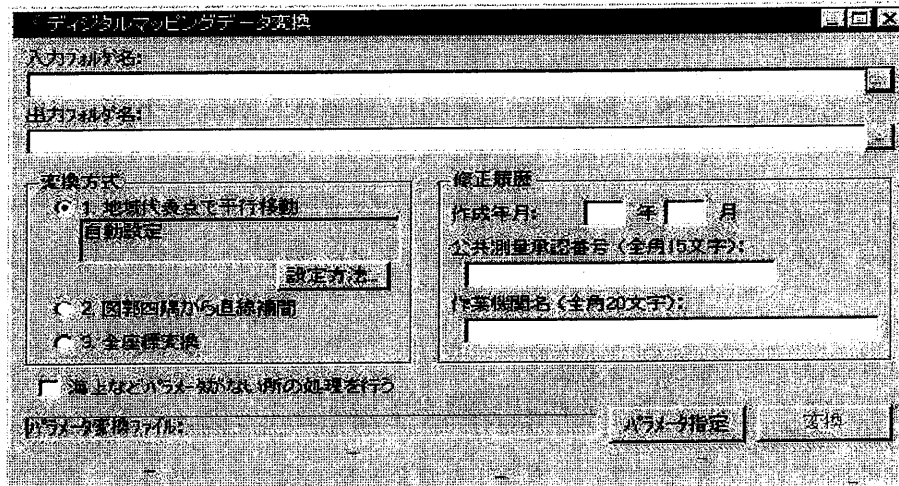 ディジタルマッピングデータ変換
入力フォルダ名:
...
出力フォルダ名:
...
変換方式
1. 地域代表点で平行移動
自動設定
設定方法...
2. 図郭四隅から直線補間
3. 全座標変換
修正履歴
作成年月: 年 月
公共測量承認番号 (全角15文字):
作業機関名 (全角20文字):
海上などパラメータがない所の処理を行う
パラメータ変換ファイル:
パラメータ指定
変換